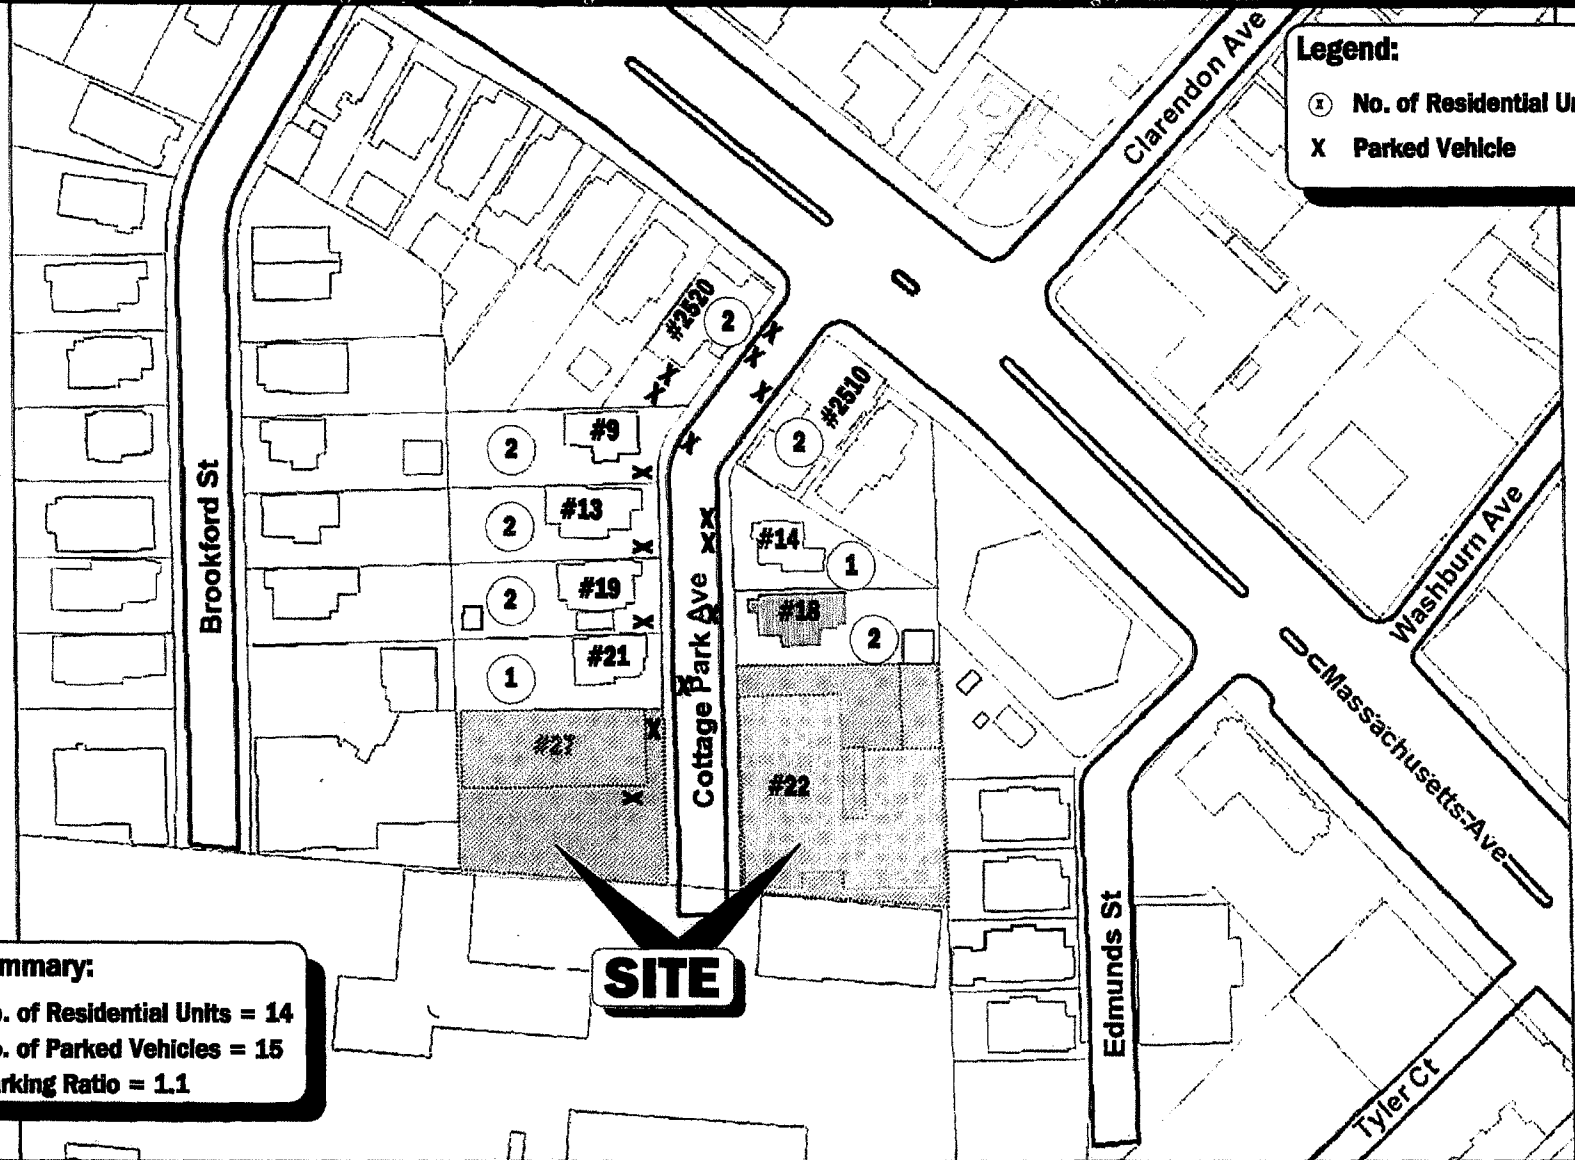 Clarendon Ave
Legend:
x No. of Residential Un
X Parked Vehicle
#2520
2
#2510
2
#9
2
#13
2
#14
1
#19
2
#18
2
#21
1
#27
#22
Brookford St
Cottage Park Ave
Washburn Ave
Massachusetts Ave
Edmunds St
Tyler Ct
SITE
mmary:
o. of Residential Units = 14
o. of Parked Vehicles = 15
rking Ratio = 1.1